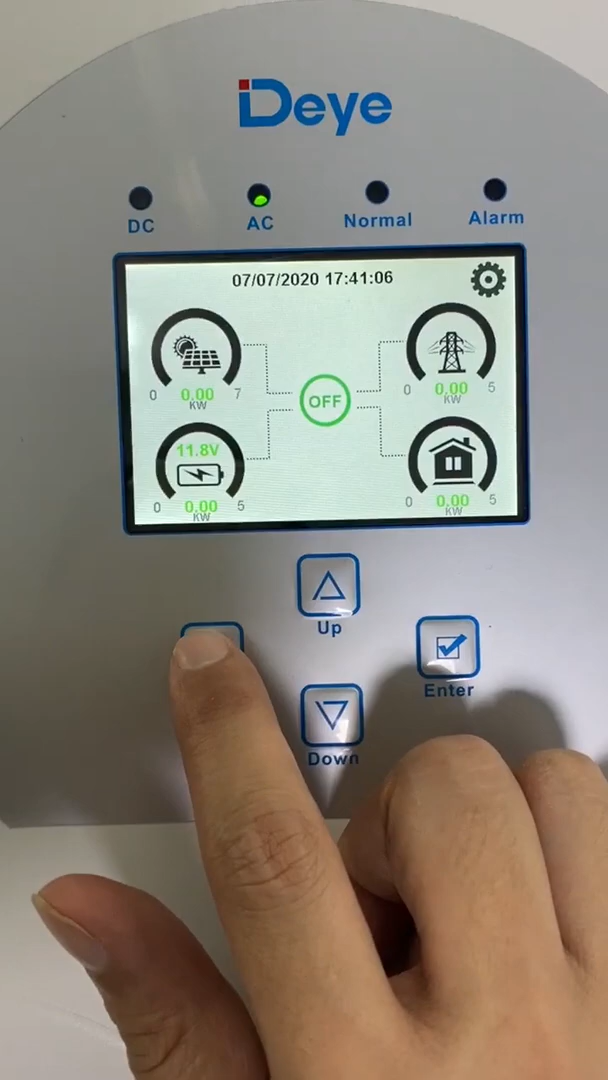 Deye
DC
AC
Normal
Alarm
07/07/2020 17:41:06
0 0.00 7
KW
0 0.00 5
KW
OFF
11.8V
0 0.00 5
KW
0 0.00 5
KW
Up
Enter
Down